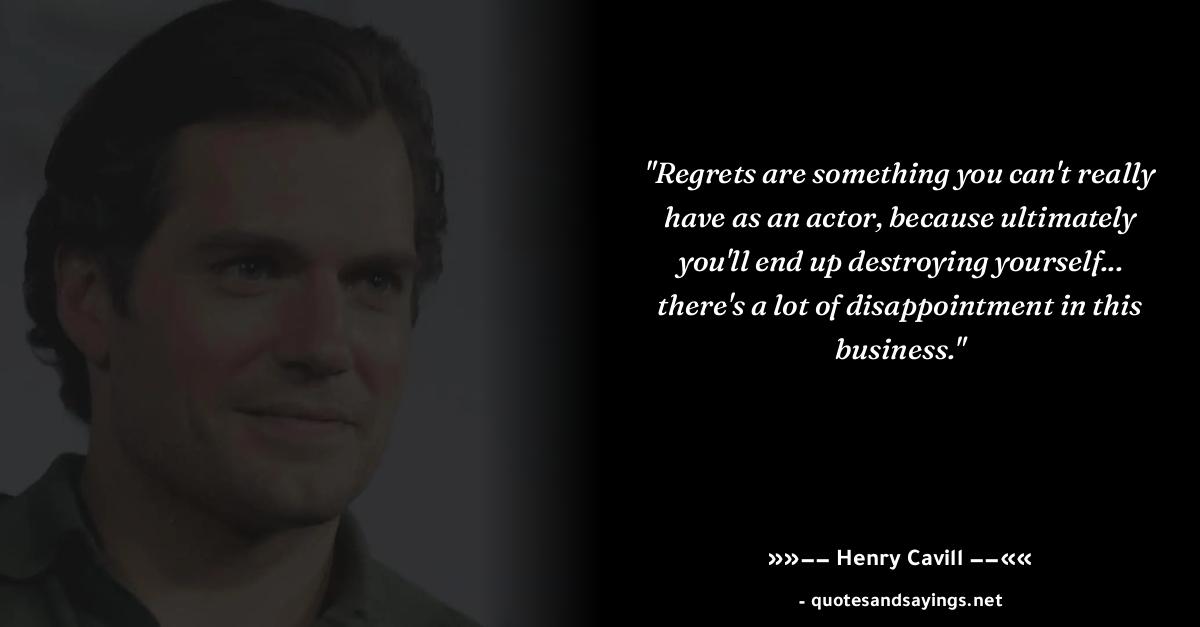 "Regrets are something you can't really
have as an actor, because ultimately
you'll end up destroying yourself...
there's a lot of disappointment in this
business."
»»−− Henry Cavill −−««
- quotesandsayings.net